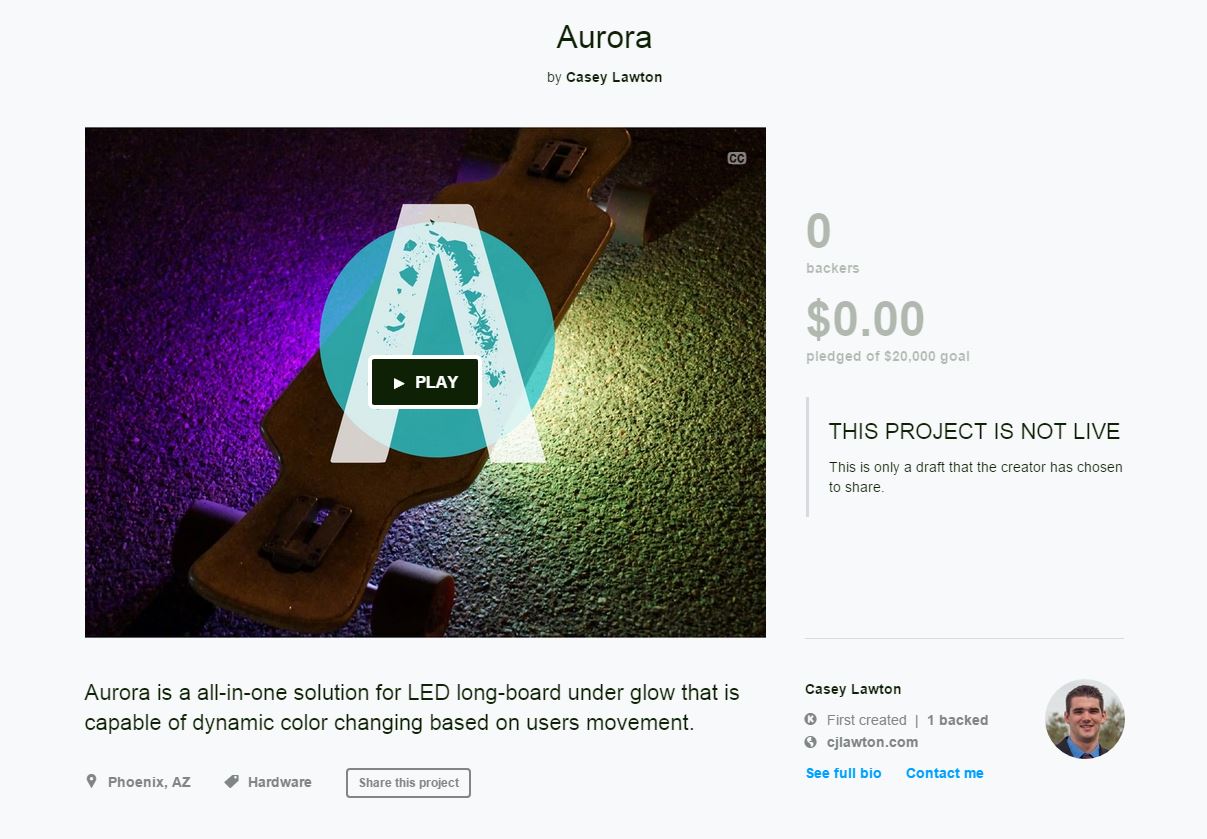 Aurora
by Casey Lawton
CC
A
► PLAY
0
backers
$0.00
pledged of $20,000 goal
THIS PROJECT IS NOT LIVE
This is only a draft that the creator has chosen
to share.
Aurora is a all-in-one solution for LED long-board under glow that is
capable of dynamic color changing based on users movement.
Phoenix, AZ
Hardware
Share this project
Casey Lawton
First created | 1 backed
cjlawton.com
See full bio
Contact me